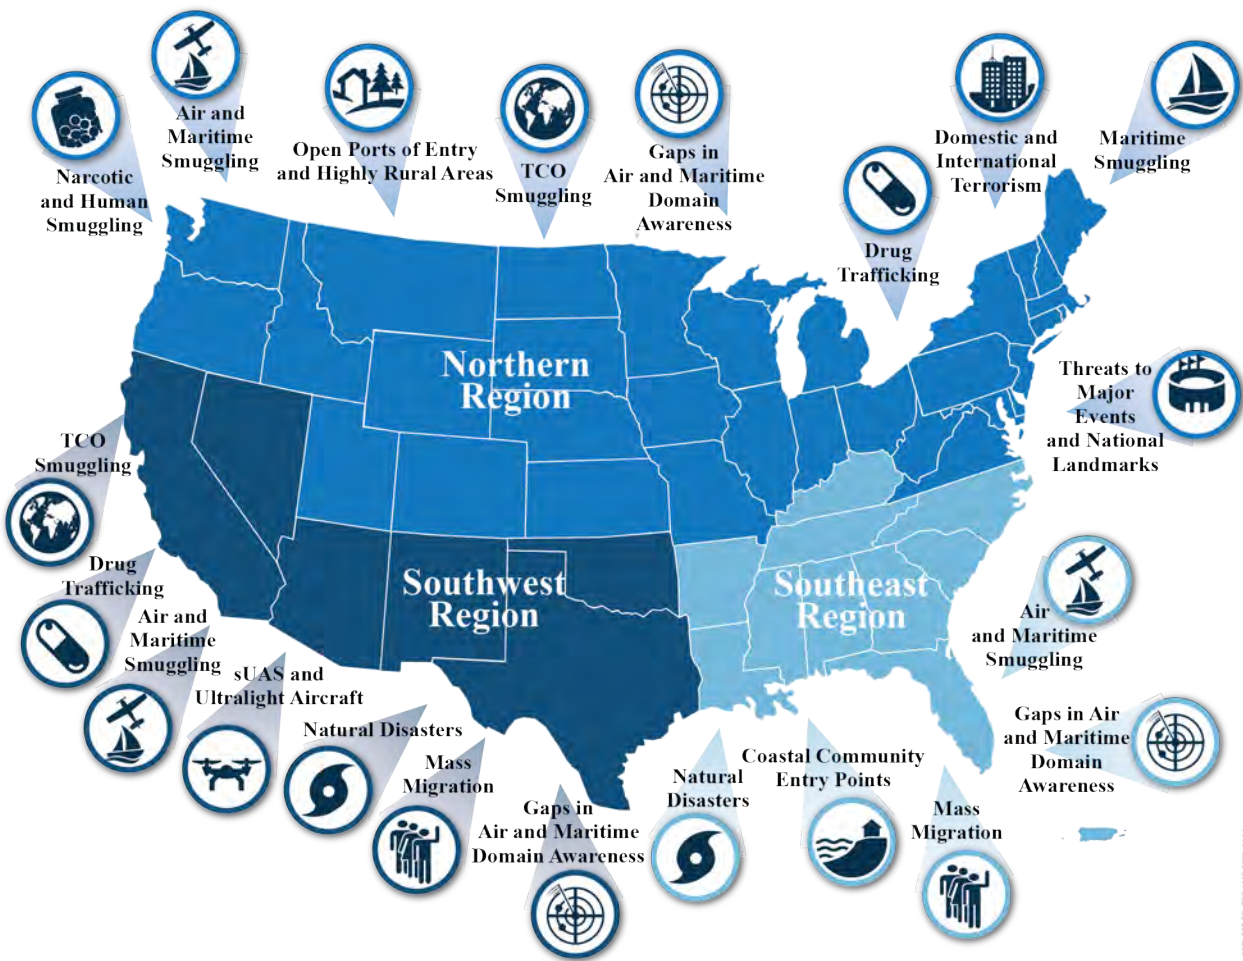 Narcotic
and Human
Smuggling
Air and
Maritime
Smuggling
Open Ports of Entry
and Highly Rural Areas
TCO
Smuggling
Gaps in
Air and Maritime
Domain
Awareness
Drug
Trafficking
Domestic and
International
Terrorism
Maritime
Smuggling
Threats to
Major
Events
and National
Landmarks
Northern
Region
Southwest
Region
Southeast
Region
TCO
Smuggling
Drug
Trafficking
Air and
Maritime
Smuggling
sUAS and
Ultralight Aircraft
Natural Disasters
Mass
Migration
Gaps in
Air and Maritime
Domain Awareness
Natural
Disasters
Coastal Community
Entry Points
Mass
Migration
Air
and Maritime
Smuggling
Gaps in Air
and Maritime
Domain
Awareness